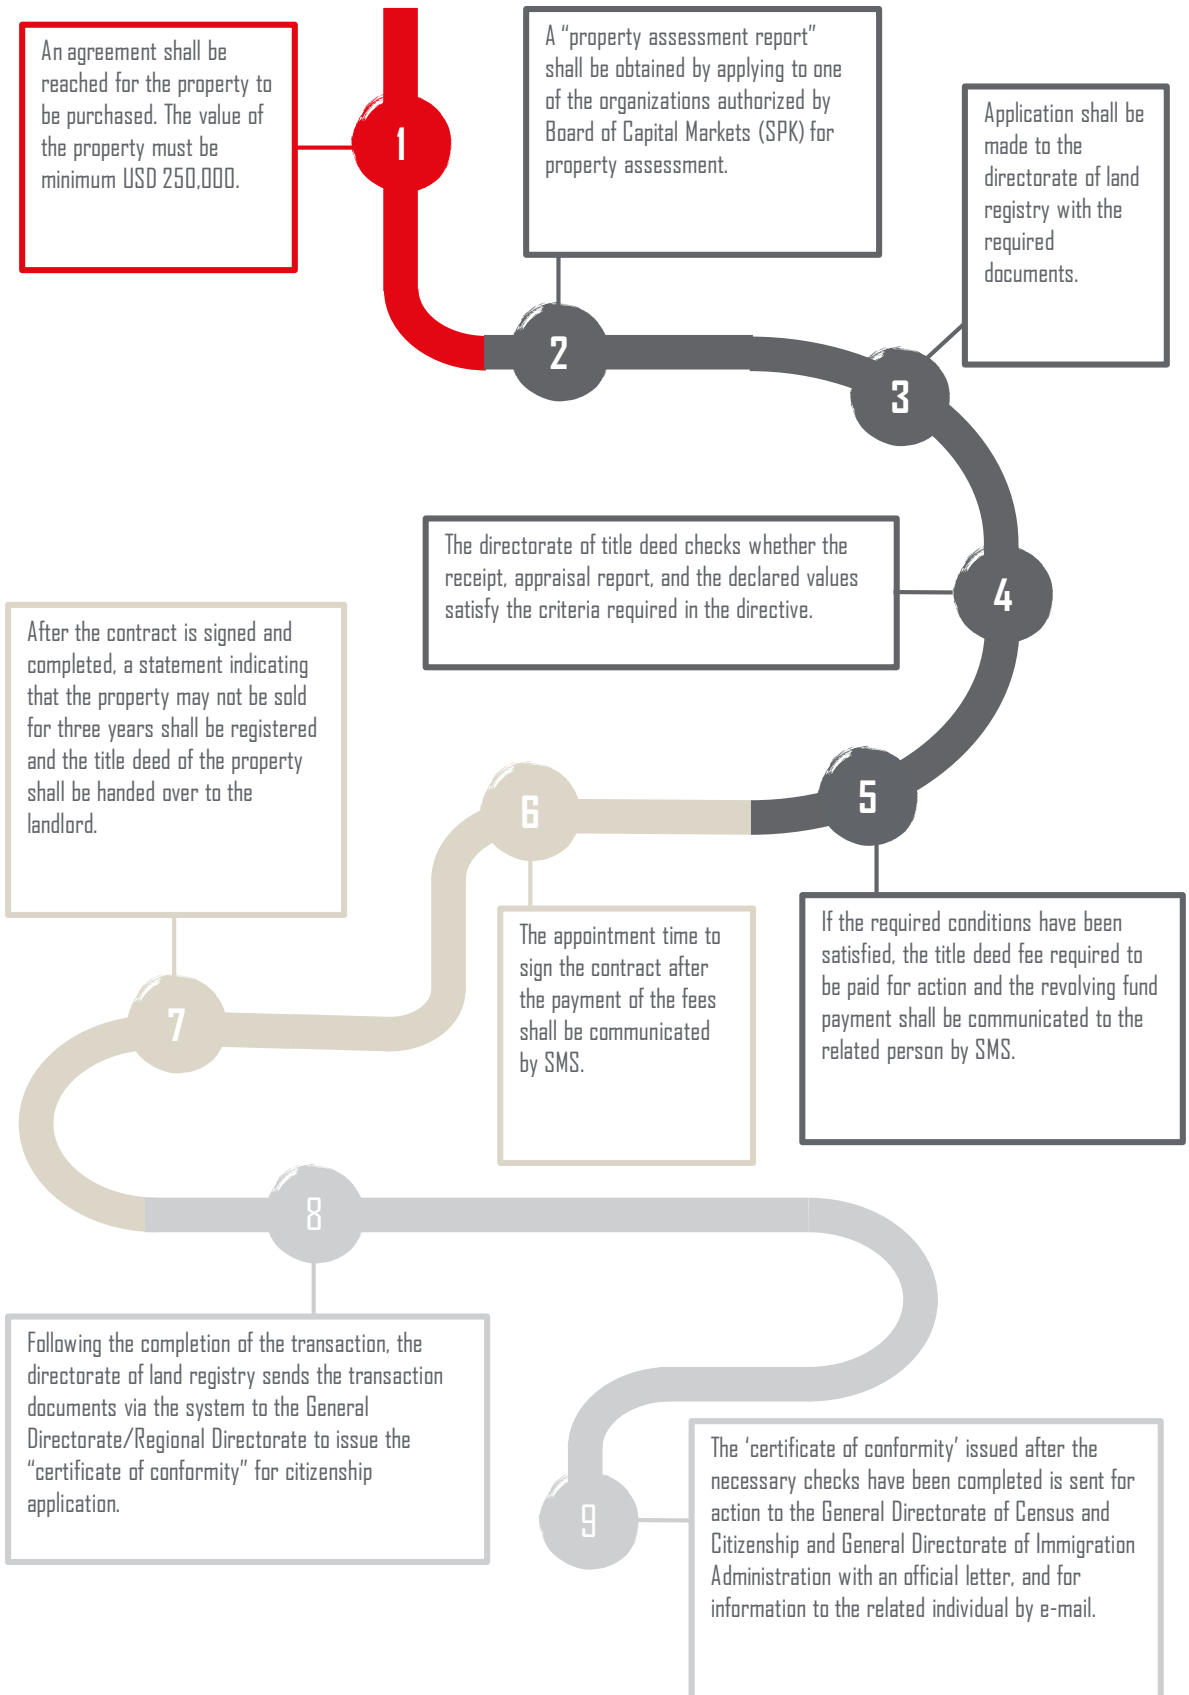 An agreement shall be
reached for the property to
be purchased. The value of
the property must be
minimum USD 250,000.
1
A “property assessment report”
shall be obtained by applying to one
of the organizations authorized by
Board of Capital Markets (SPK) for
property assessment.
2
Application shall be
made to the
directorate of land
registry with the
required
documents.
3
The directorate of title deed checks whether the
receipt, appraisal report, and the declared values
satisfy the criteria required in the directive.
4
If the required conditions have been
satisfied, the title deed fee required to
be paid for action and the revolving fund
payment shall be communicated to the
related person by SMS.
5
The appointment time to
sign the contract after
the payment of the fees
shall be communicated
by SMS.
6
After the contract is signed and
completed, a statement indicating
that the property may not be sold
for three years shall be registered
and the title deed of the property
shall be handed over to the
landlord.
7
Following the completion of the transaction, the
directorate of land registry sends the transaction
documents via the system to the General
Directorate/Regional Directorate to issue the
“certificate of conformity” for citizenship
application.
8
The ‘certificate of conformity’ issued after the
necessary checks have been completed is sent for
action to the General Directorate of Census and
Citizenship and General Directorate of Immigration
Administration with an official letter, and for
information to the related individual by e-mail.
9